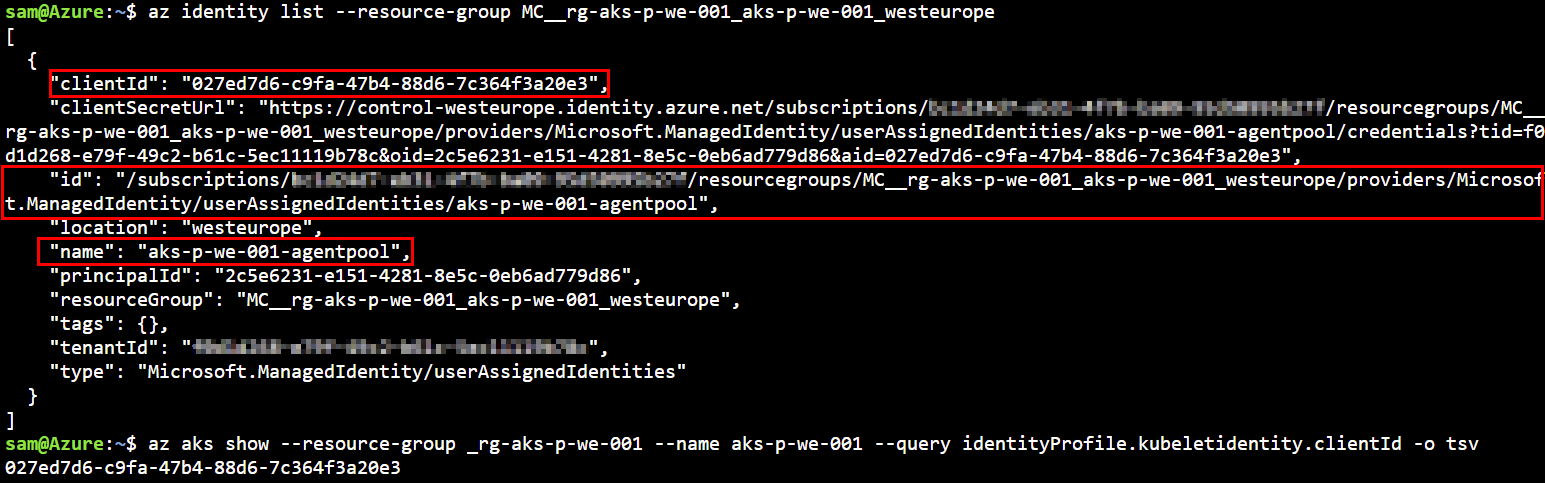 sam@Azure:~$ az identity list --resource-group MC__rg-aks-p-we-001_aks-p-we-001_westeurope
[
  {
    "clientId": "027ed7d6-c9fa-47b4-88d6-7c364f3a20e3",
    "clientSecretUrl": "https://control-westeurope.identity.azure.net/subscriptions/ /resourcegroups/MC__
rg-aks-p-we-001_aks-p-we-001_westeurope/providers/Microsoft.ManagedIdentity/userAssignedIdentities/aks-p-we-001-agentpool/credentials?tid=f0
d1d268-e79f-49c2-b61c-5ec11119b78c&oid=2c5e6231-e151-4281-8e5c-0eb6ad779d86&aid=027ed7d6-c9fa-47b4-88d6-7c364f3a20e3",
    "id": "/subscriptions/ /resourcegroups/MC__rg-aks-p-we-001_aks-p-we-001_westeurope/providers/Microsof
t.ManagedIdentity/userAssignedIdentities/aks-p-we-001-agentpool",
    "location": "westeurope",
    "name": "aks-p-we-001-agentpool",
    "principalId": "2c5e6231-e151-4281-8e5c-0eb6ad779d86",
    "resourceGroup": "MC__rg-aks-p-we-001_aks-p-we-001_westeurope",
    "tags": {},
    "tenantId": " ",
    "type": "Microsoft.ManagedIdentity/userAssignedIdentities"
  }
]
sam@Azure:~$ az aks show --resource-group _rg-aks-p-we-001 --name aks-p-we-001 --query identityProfile.kubeletidentity.clientId -o tsv
027ed7d6-c9fa-47b4-88d6-7c364f3a20e3